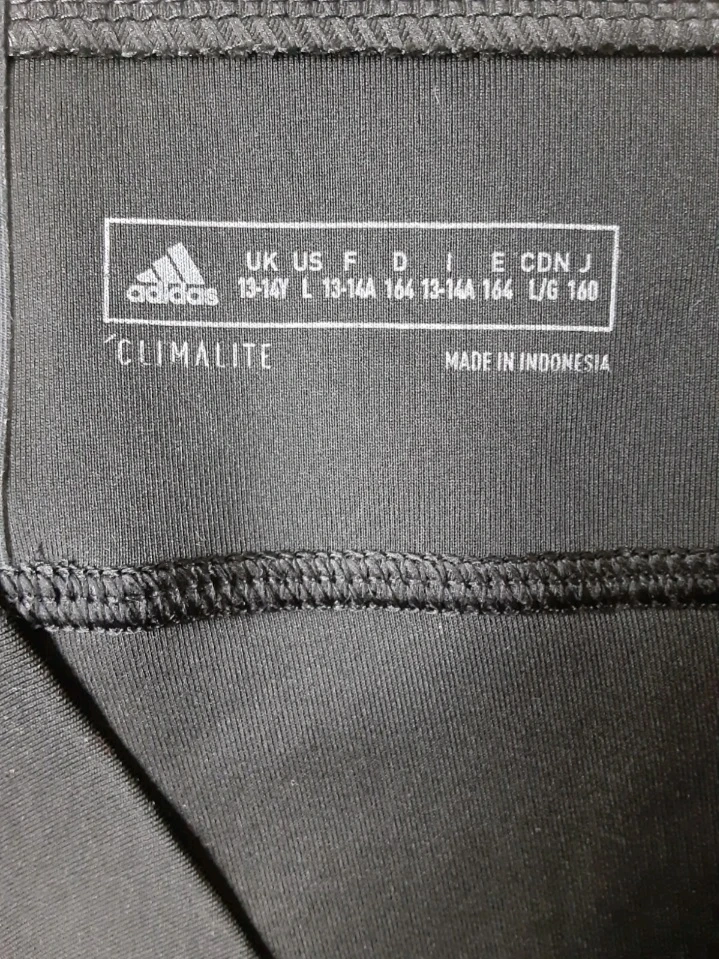 adidas
UK US F D I E CDN J
13-14Y L 13-14A 164 13-14A 164 L/G 160
CLIMALITE
MADE IN INDONESIA